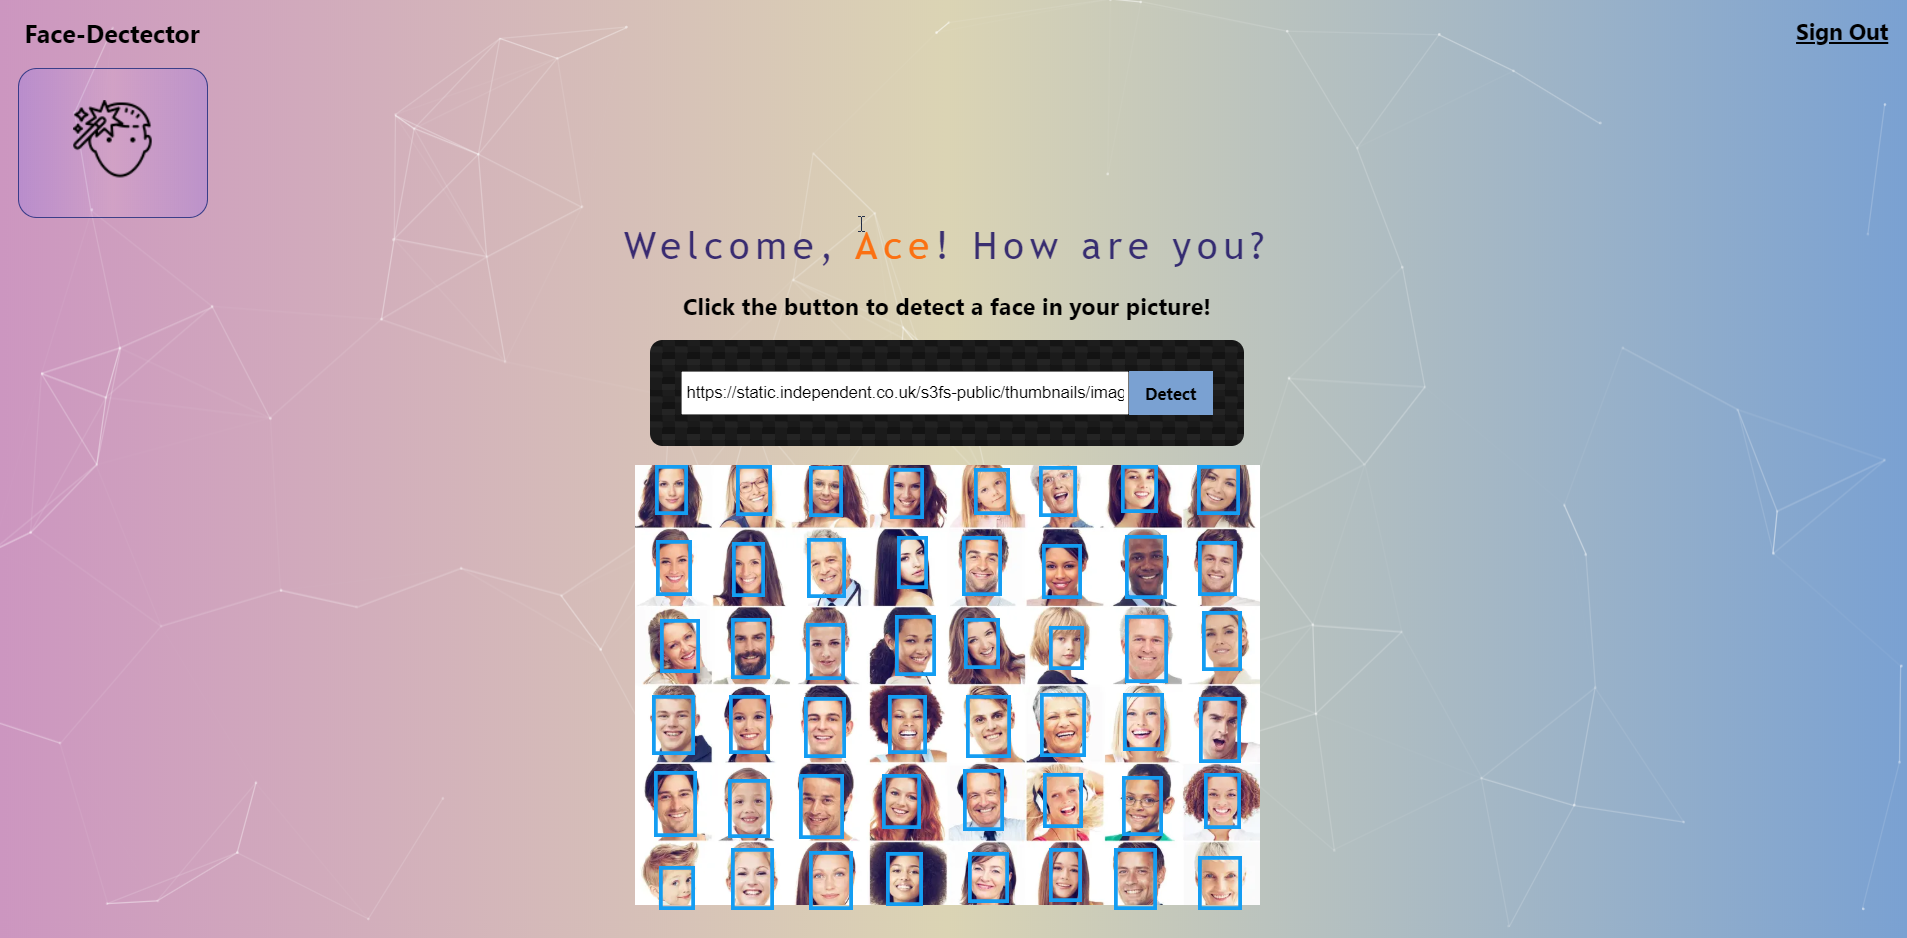 Face-Dectector
Sign Out
Welcome, Ace! How are you?
Click the button to detect a face in your picture!
https://static.independent.co.uk/s3fs-public/thumbnails/imag
Detect